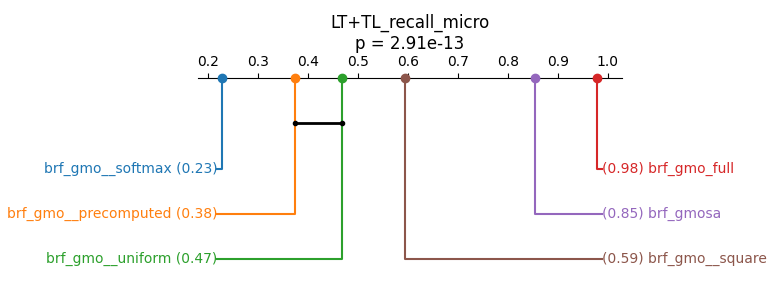 LT+TL_recall_micro
p = 2.91e-13
0.2 0.3 0.4 0.5 0.6 0.7 0.8 0.9 1.0
brf_gmo__softmax (0.23) (0.98) brf_gmo_full
brf_gmo__precomputed (0.38) (0.85) brf_gmosa
brf_gmo__uniform (0.47) (0.59) brf_gmo__square